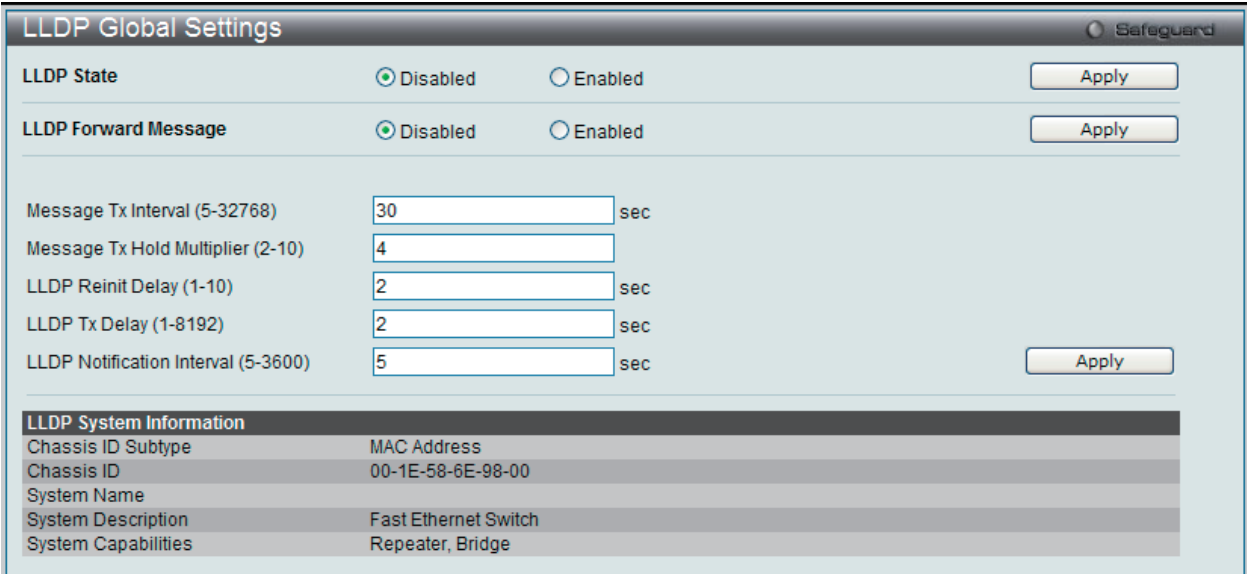 LLDP Global Settings Safeguard
LLDP State Disabled Enabled Apply
LLDP Forward Message Disabled Enabled Apply
Message Tx Interval (5-32768) 30 sec
Message Tx Hold Multiplier (2-10) 4
LLDP Reinit Delay (1-10) 2 sec
LLDP Tx Delay (1-8192) 2 sec
LLDP Notification Interval (5-3600) 5 sec Apply
LLDP System Information
Chassis ID Subtype MAC Address
Chassis ID 00-1E-58-6E-98-00
System Name
System Description Fast Ethernet Switch
System Capabilities Repeater, Bridge